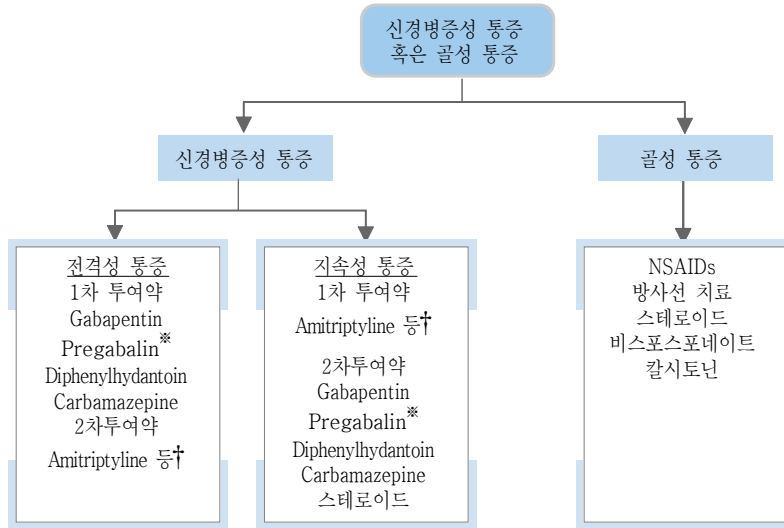 신경병증성 통증
혹은 골성 통증
신경병증성 통증
골성 통증
전격성 통증
1차 투여약
Gabapentin
Pregabalin※
Diphenylhydantoin
Carbamazepine
2차투여약
Amitriptyline 등†
지속성 통증
1차 투여약
Amitriptyline 등†
2차투여약
Gabapentin
Pregabalin※
Diphenylhydantoin
Carbamazepine
스테로이드
NSAIDs
방사선 치료
스테로이드
비스포스포네이트
칼시토닌